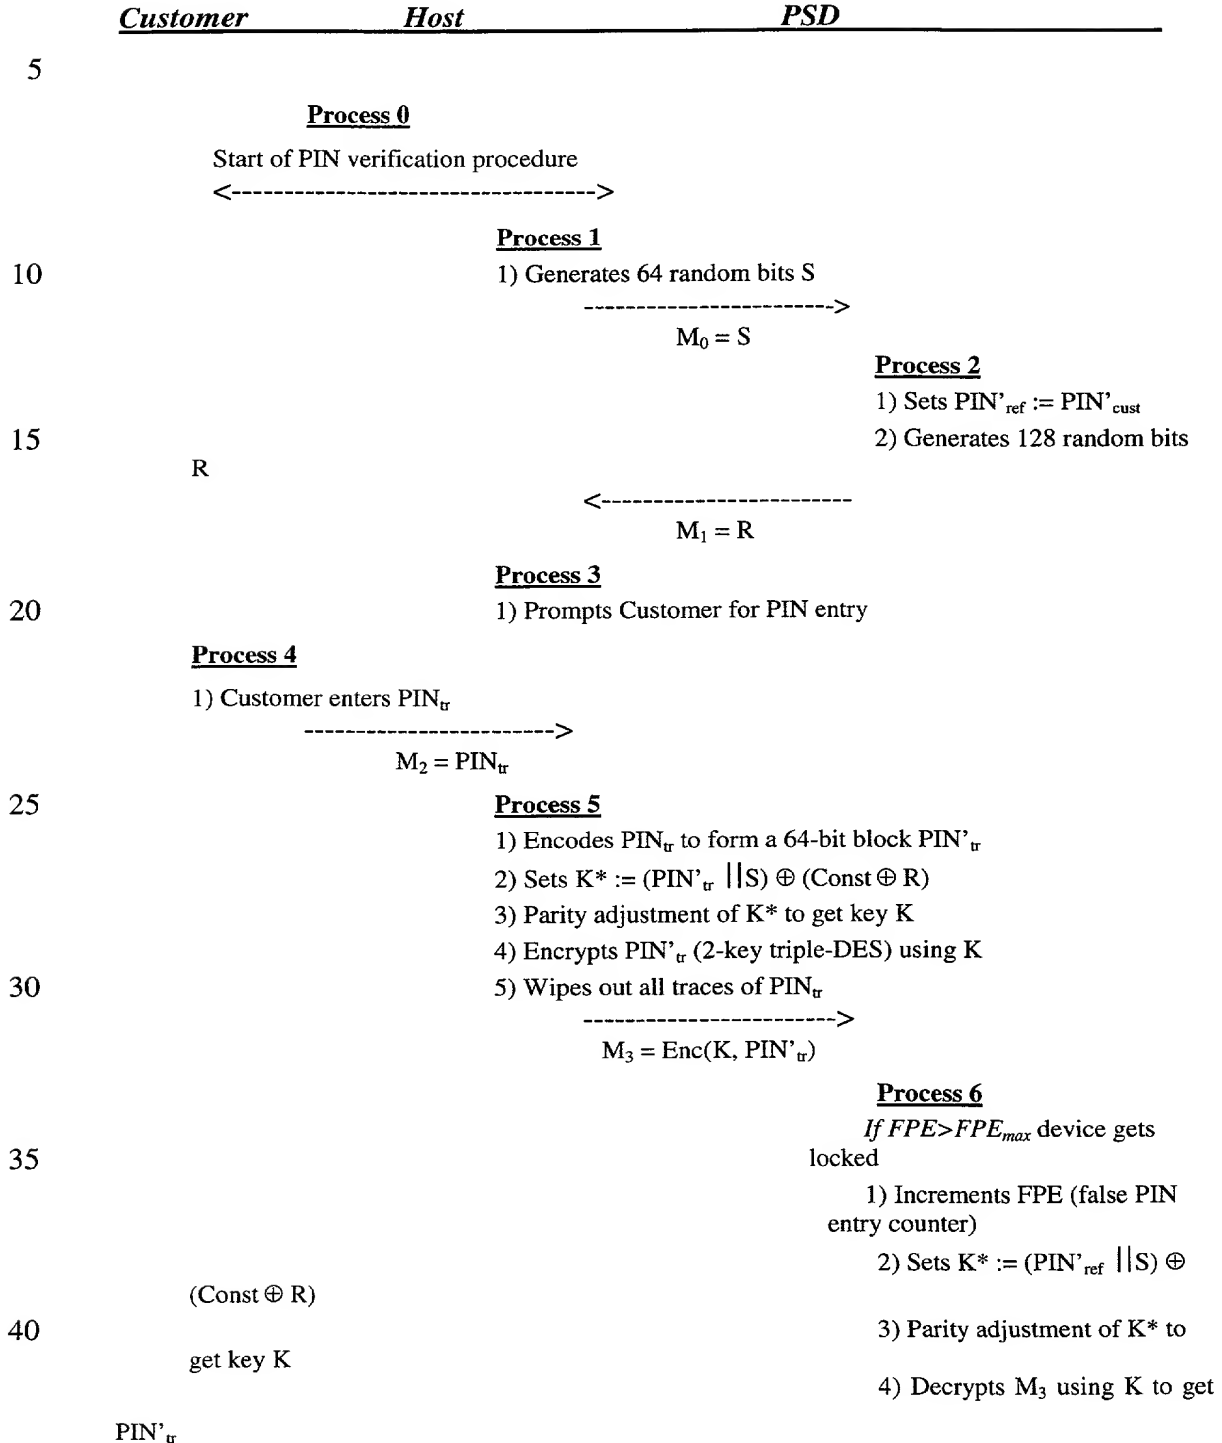 Customer Host PSD
5
Process 0
Start of PIN verification procedure
<------------------------------------>
Process 1
10 1) Generates 64 random bits S
------------------------>
M₀ = S
Process 2
1) Sets PIN’ref := PIN’cust
15 2) Generates 128 random bits
R
<------------------------
M₁ = R
Process 3
20 1) Prompts Customer for PIN entry
Process 4
1) Customer enters PINtr
------------------------>
M₂ = PINtr
25 Process 5
1) Encodes PINtr to form a 64-bit block PIN’tr
2) Sets K* := (PIN’tr ||S) ⊕ (Const ⊕ R)
3) Parity adjustment of K* to get key K
4) Encrypts PIN’tr (2-key triple-DES) using K
30 5) Wipes out all traces of PINtr
------------------------>
M₃ = Enc(K, PIN’tr)
Process 6
If FPE>FPEmax device gets
35 locked
1) Increments FPE (false PIN
entry counter)
2) Sets K* := (PIN’ref ||S) ⊕
(Const ⊕ R)
40 3) Parity adjustment of K* to
get key K
4) Decrypts M₃ using K to get
PIN’tr